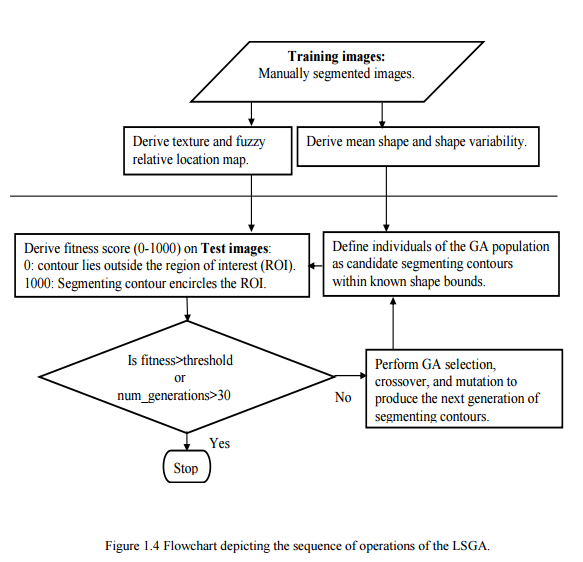 Training images:
Manually segmented images.
Derive texture and fuzzy
relative location map.
Derive mean shape and shape variability.
Derive fitness score (0-1000) on Test images:
0: contour lies outside the region of interest (ROI).
1000: Segmenting contour encircles the ROI.
Define individuals of the GA population
as candidate segmenting contours
within known shape bounds.
Is fitness>threshold
or
num_generations>30
No
Perform GA selection,
crossover, and mutation to
produce the next generation of
segmenting contours.
Yes
Stop
Figure 1.4 Flowchart depicting the sequence of operations of the LSGA.